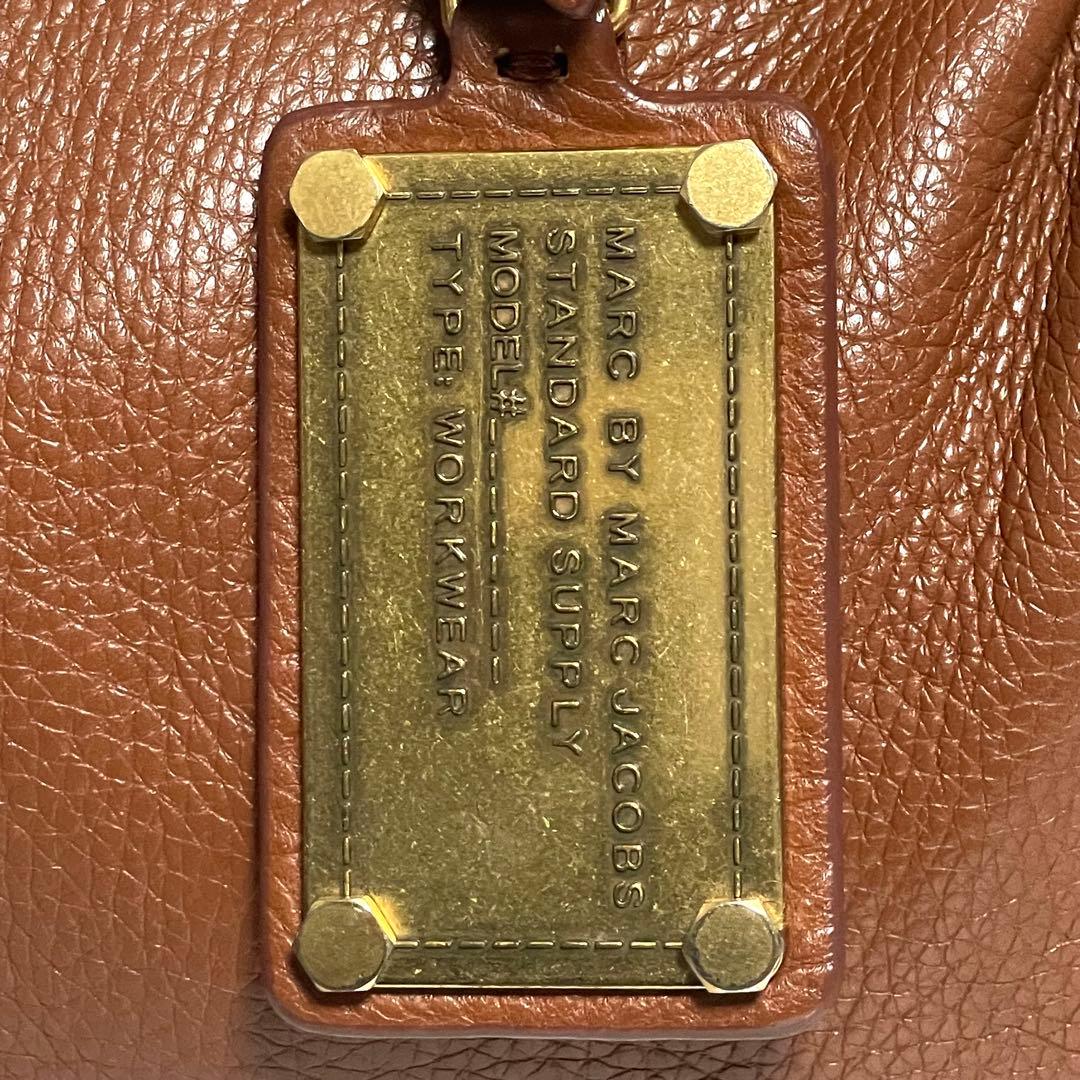 MARC BY MARC JACOBS
STANDARD SUPPLY
MODEL#
TYPE: WORKWEAR